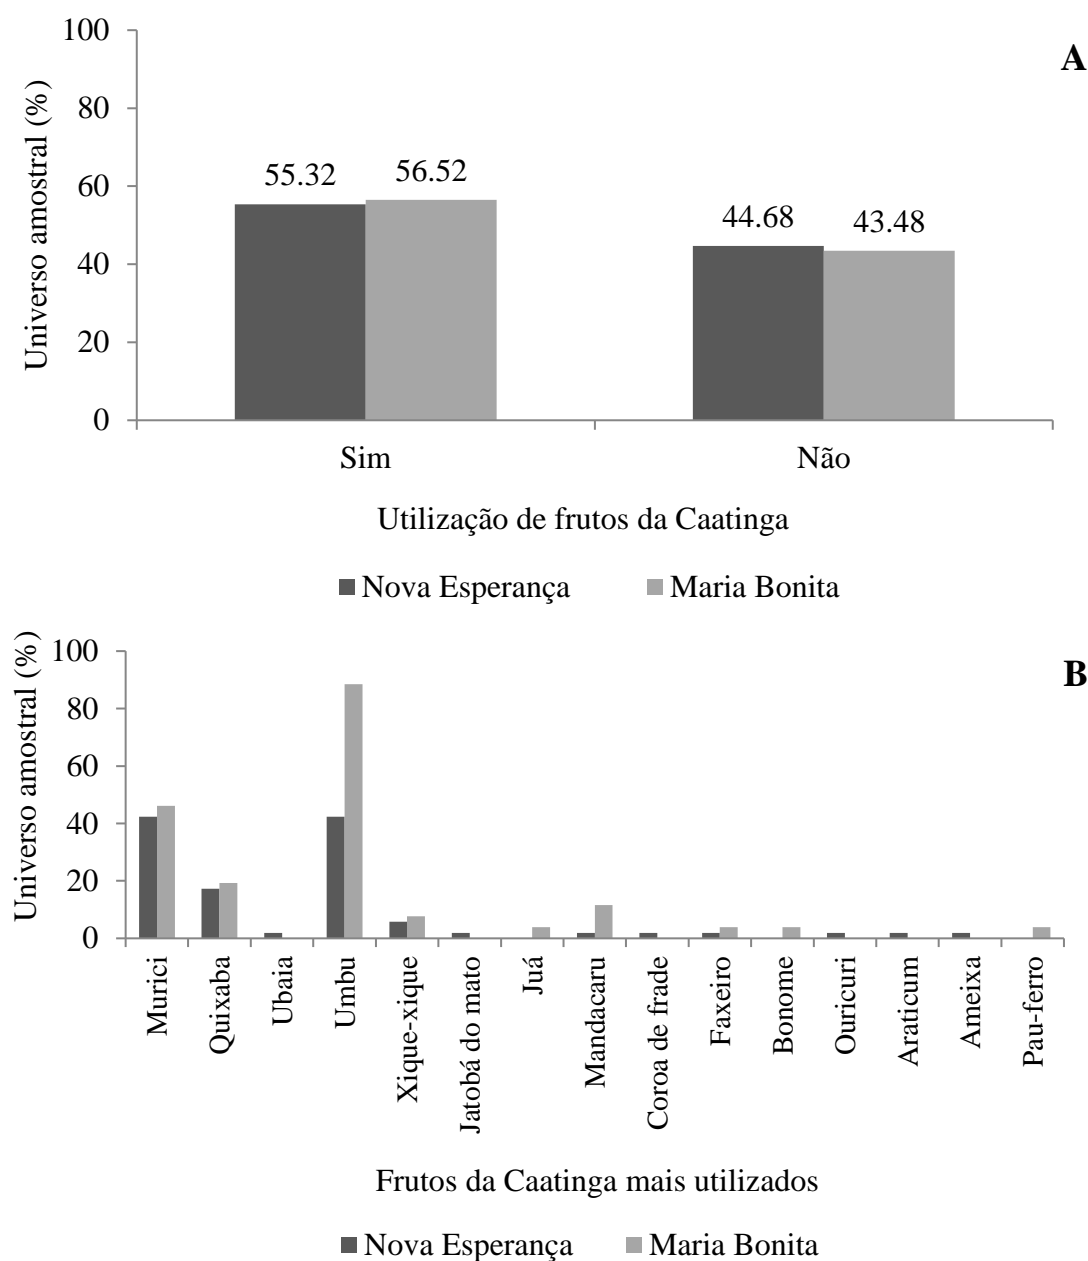 A
Universo amostral (%)
100
80
60
40
20
0
55.32
56.52
44.68
43.48
Sim
Não
Utilização de frutos da Caatinga
Nova Esperança
Maria Bonita
B
Universo amostral (%)
100
80
60
40
20
0
Murici
Quixaba
Ubaia
Umbu
Xique-xique
Jatobá do mato
Juá
Mandacaru
Coroa de frade
Faxeiro
Bonome
Ouricuri
Araticum
Ameixa
Pau-ferro
Frutos da Caatinga mais utilizados
Nova Esperança
Maria Bonita